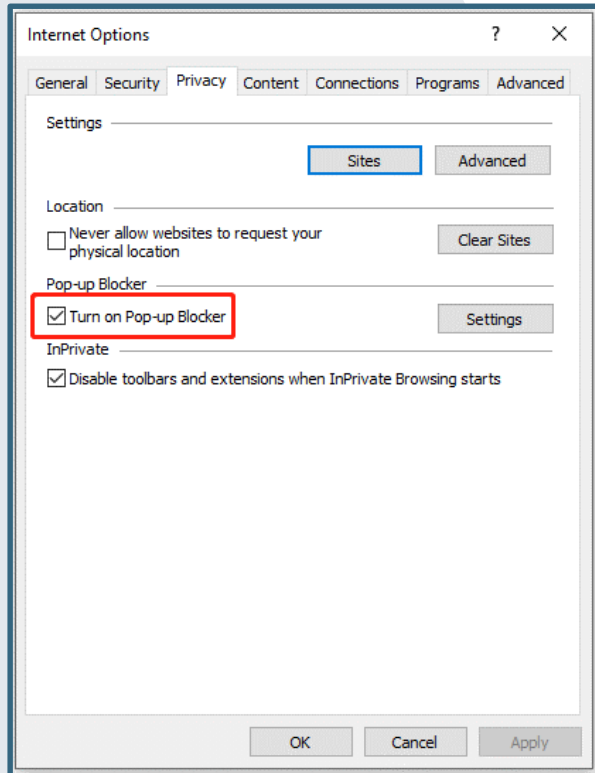 Internet Options ?
General Security Privacy Content Connections Programs Advanced
Settings
Sites Advanced
Location
Never allow websites to request your
physical location
Clear Sites
Pop-up Blocker
Turn on Pop-up Blocker Settings
InPrivate
Disable toolbars and extensions when InPrivate Browsing starts
OK Cancel Apply